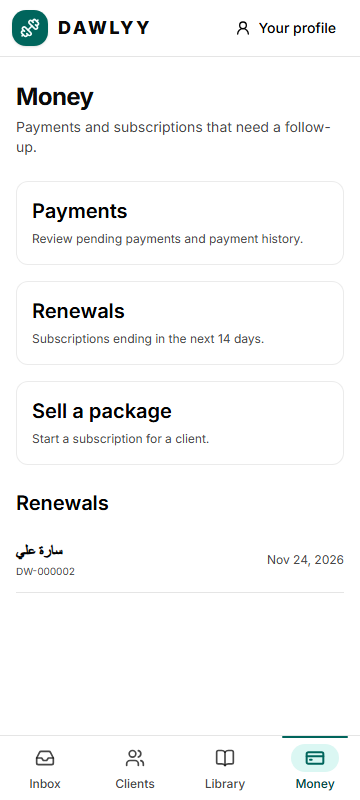 DAWLYY
Your profile
Money
Payments and subscriptions that need a follow-
up.
Payments
Review pending payments and payment history.
Renewals
Subscriptions ending in the next 14 days.
Sell a package
Start a subscription for a client.
Renewals
سارة علي
DW-000002
Nov 24, 2026
Inbox
Clients
Library
Money